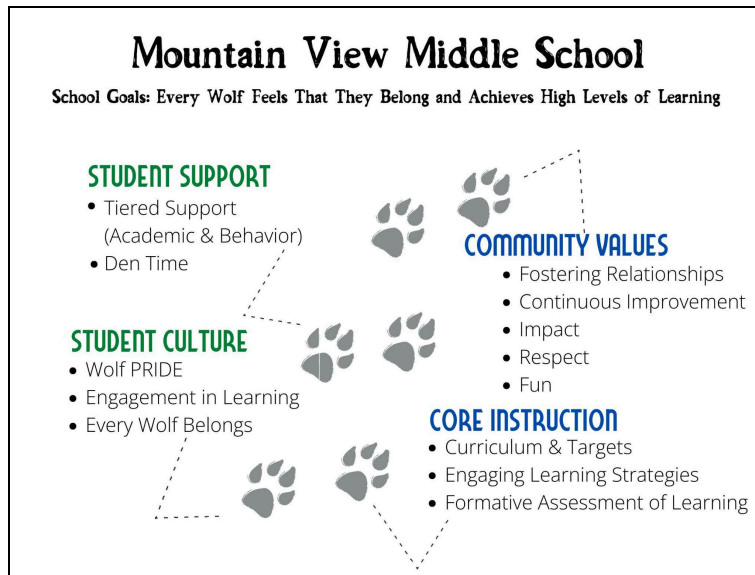 Mountain View Middle School
School Goals: Every Wolf Feels That They Belong and Achieves High Levels of Learning
STUDENT SUPPORT
• Tiered Support
(Academic & Behavior)
• Den Time
COMMUNITY VALUES
• Fostering Relationships
• Continuous Improvement
• Impact
• Respect
• Fun
STUDENT CULTURE
• Wolf PRIDE
• Engagement in Learning
• Every Wolf Belongs
CORE INSTRUCTION
• Curriculum & Targets
• Engaging Learning Strategies
• Formative Assessment of Learning